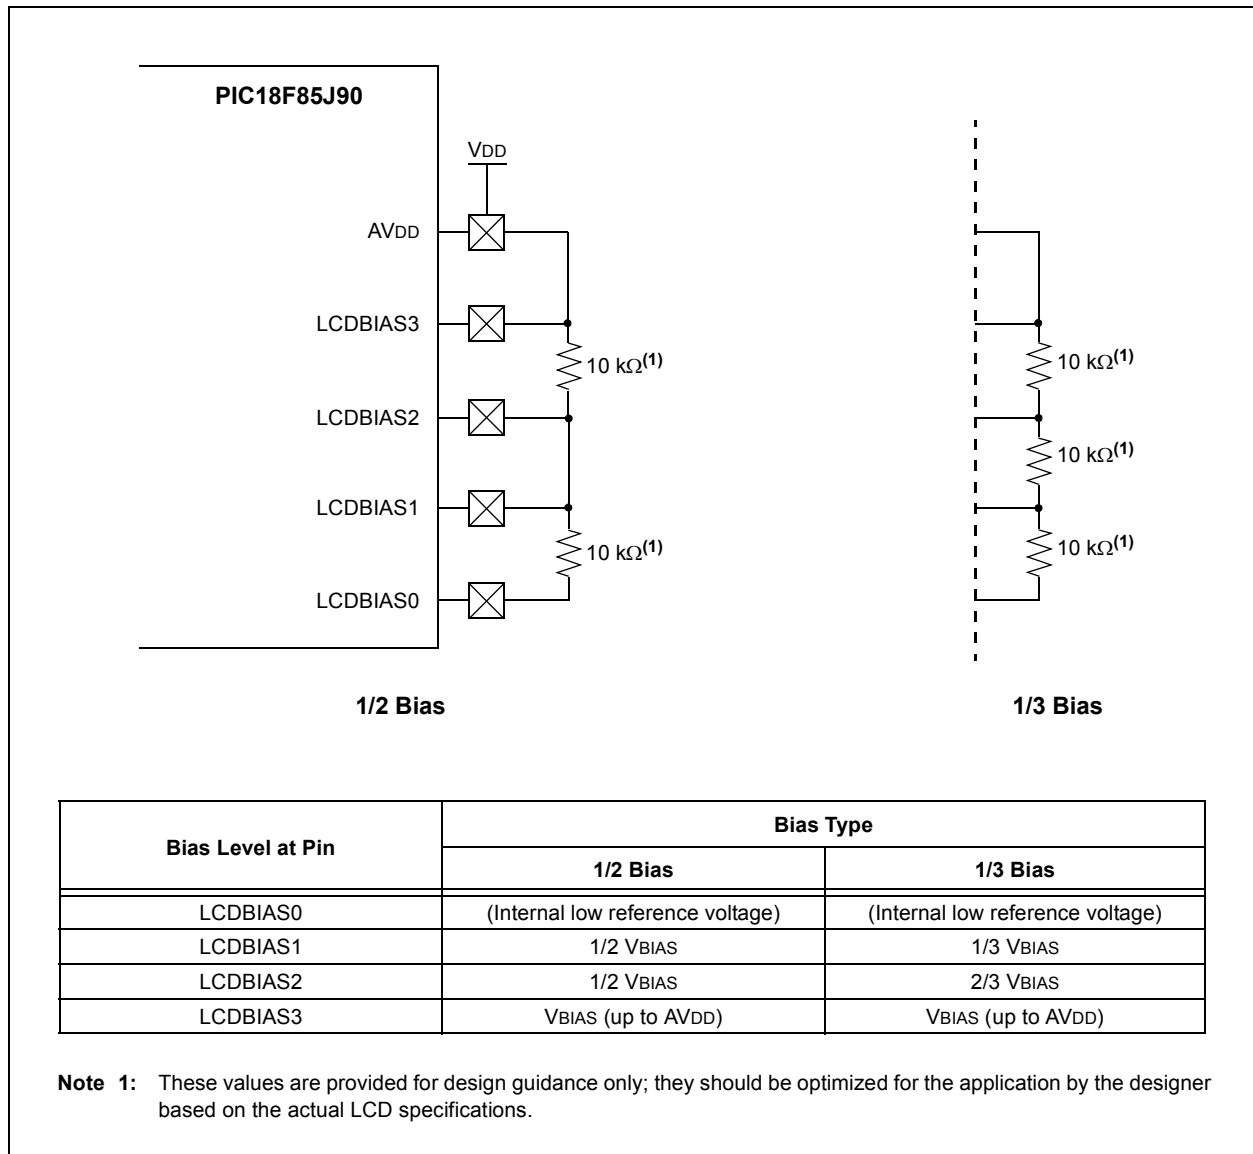 PIC18F85J90
VDD
AVDD
LCDBIAS3
10 kΩ(1)
10 kΩ(1)
LCDBIAS2
10 kΩ(1)
LCDBIAS1
10 kΩ(1)
10 kΩ(1)
LCDBIAS0
1/2 Bias
1/3 Bias
Bias Level at Pin
Bias Type
1/2 Bias
1/3 Bias
LCDBIAS0 (Internal low reference voltage) (Internal low reference voltage)
LCDBIAS1 1/2 VBIAS 1/3 VBIAS
LCDBIAS2 1/2 VBIAS 2/3 VBIAS
LCDBIAS3 VBIAS (up to AVDD) VBIAS (up to AVDD)
Note 1: These values are provided for design guidance only; they should be optimized for the application by the designer
based on the actual LCD specifications.